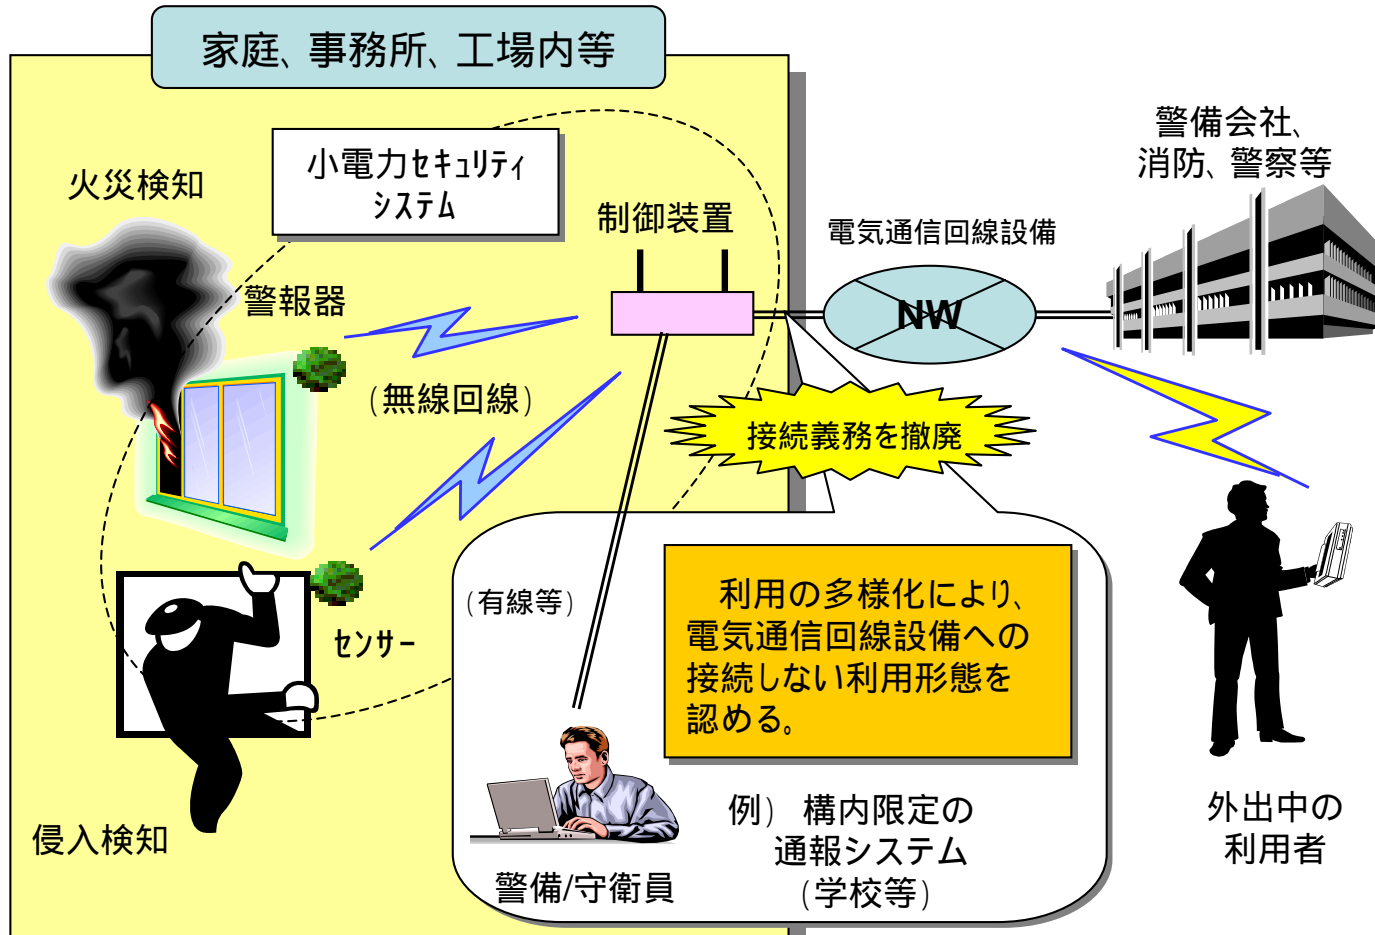 家庭、事務所、工場内等
小電力セキュリティ
システム
火災検知
警報器
制御装置
電気通信回線設備
警備会社、
消防、警察等
NW
(無線回線)
接続義務を撤廃
(有線等)
センサー
利用の多様化により、
電気通信回線設備への
接続しない利用形態を
認める。
侵入検知
警備/守衛員
例) 構内限定の
通報システム
(学校等)
外出中の
利用者